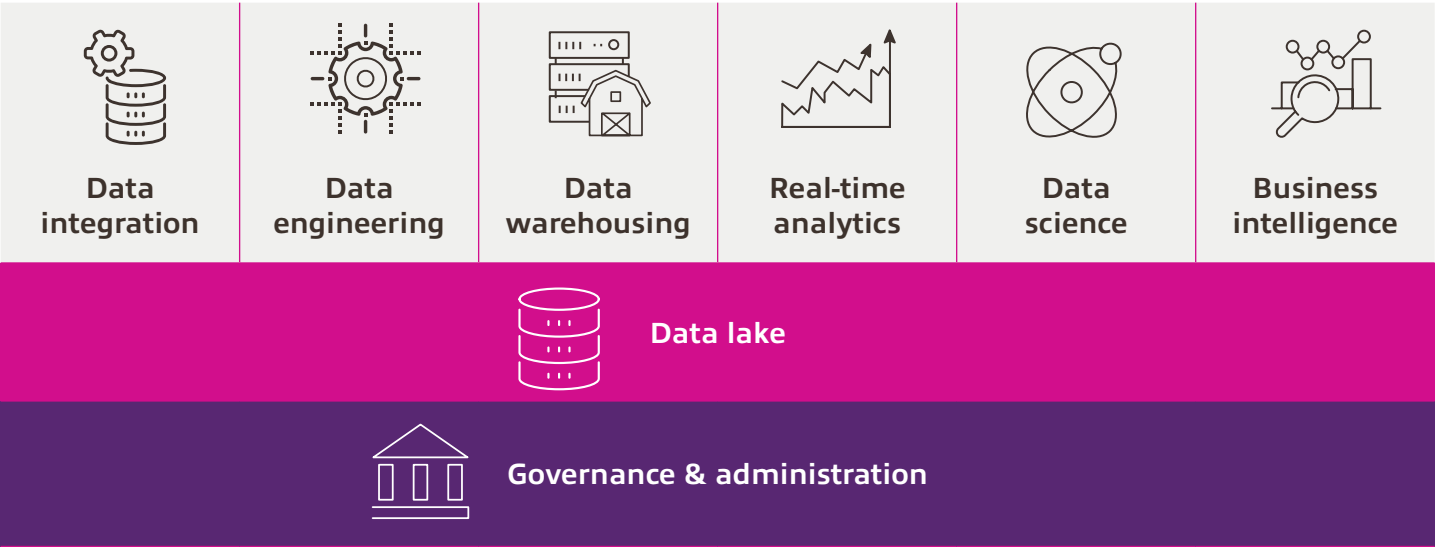 Data
integration
Data
engineering
Data
warehousing
Real-time
analytics
Data
science
Business
intelligence
Data lake
Governance & administration